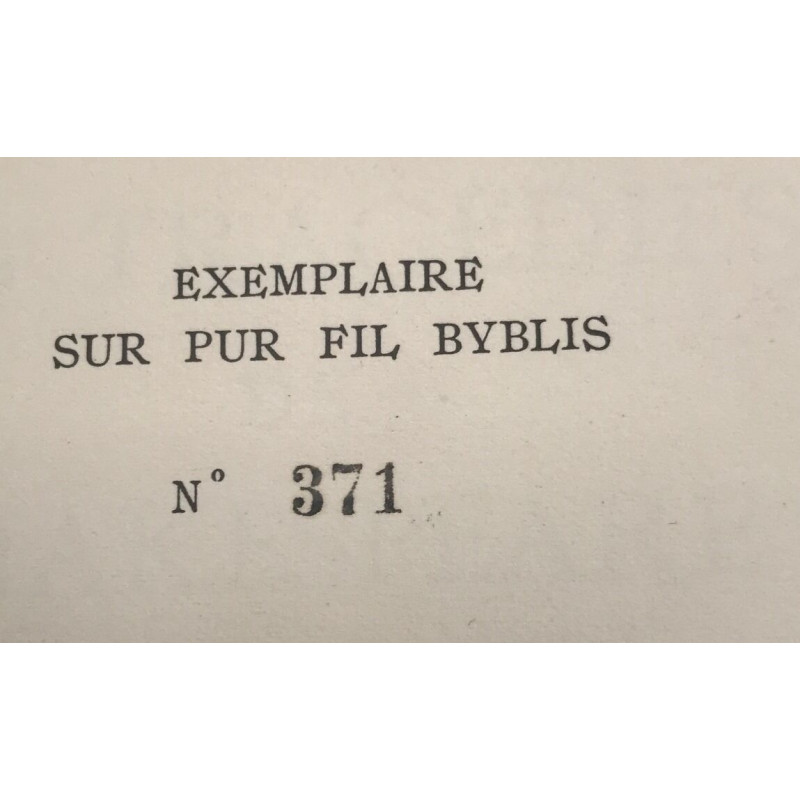 EXEMPLAIRE
SUR PUR FIL BYBLIS
N° 371